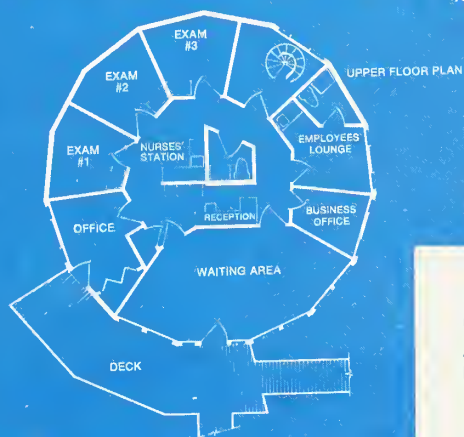 EXAM
#3
UPPER FLOOR PLAN
EXAM
#2
EXAM
#1
NURSES'
STATION
EMPLOYEES'
LOUNGE
OFFICE
RECEPTION
BUSINESS
OFFICE
WAITING AREA
DECK